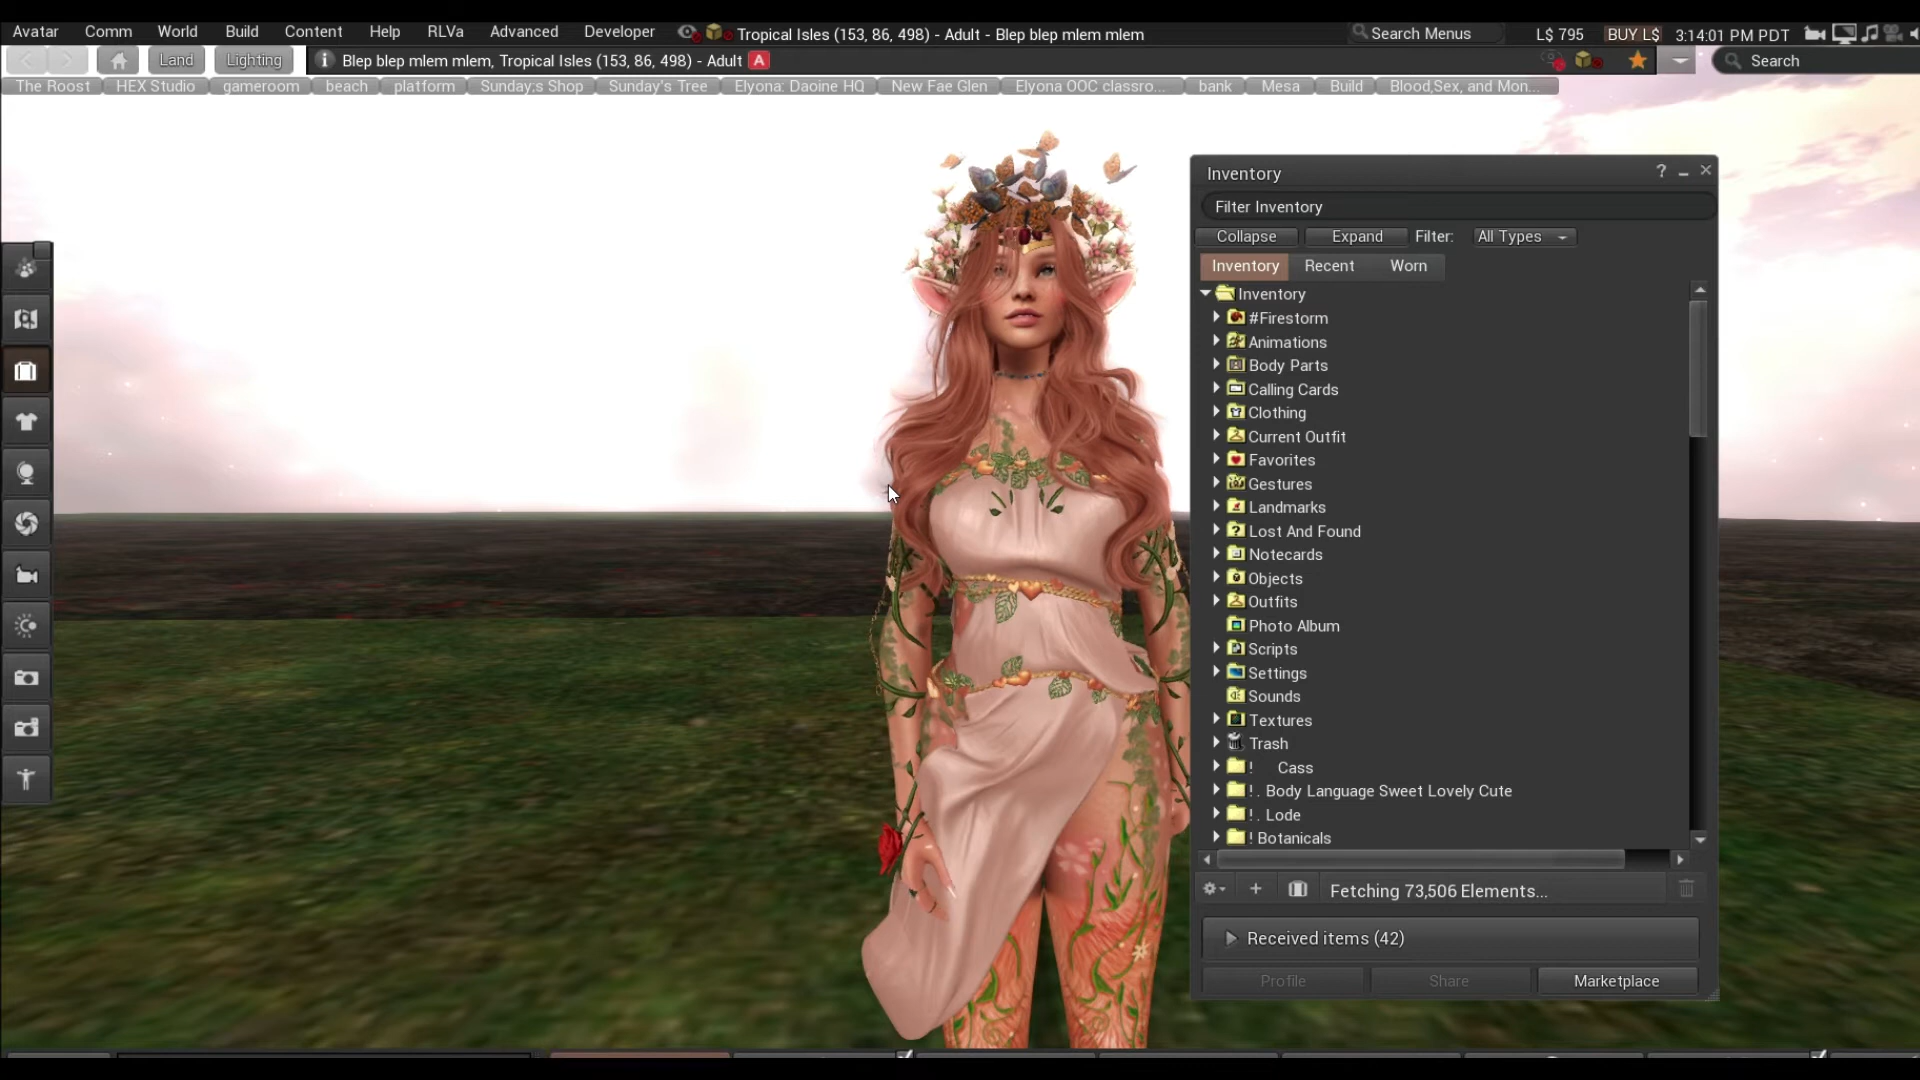 Avatar Comm World Build Content Help RLVa Advanced Developer Tropical Isles (153, 86, 498) - Adult - Blep blep mlem mlem Search Menus L$ 795 BUY L$ 3:14:01 PM PDT
Land Lighting Blep blep mlem mlem, Tropical Isles (153, 86, 498) - Adult A Search
The Roost HEX Studio gameroom beach platform Sunday;s Shop Sunday's Tree Elyona: Daoine HQ New Fae Glen Elyona OOC classro... bank Mesa Build Blood,Sex, and Mon...
Inventory ?
Filter Inventory
Collapse Expand Filter: All Types
Inventory Recent Worn
Inventory
#Firestorm
Animations
Body Parts
Calling Cards
Clothing
Current Outfit
Favorites
Gestures
Landmarks
Lost And Found
Notecards
Objects
Outfits
Photo Album
Scripts
Settings
Sounds
Textures
Trash
! Cass
! . Body Language Sweet Lovely Cute
! . Lode
! Botanicals
Fetching 73,506 Elements...
Received items (42)
Profile Share Marketplace